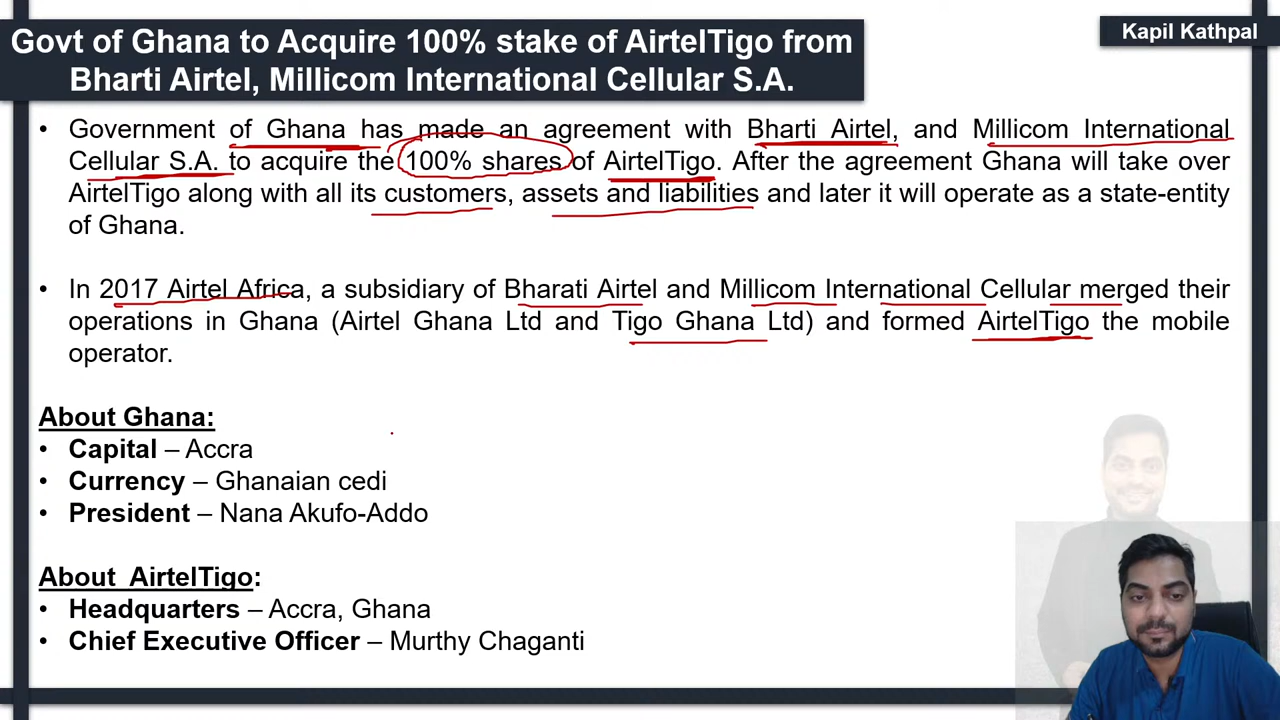 Govt of Ghana to Acquire 100% stake of AirtelTigo from
Bharti Airtel, Millicom International Cellular S.A.
Kapil Kathpal
• Government of Ghana has made an agreement with Bharti Airtel, and Millicom International
Cellular S.A. to acquire the 100% shares of AirtelTigo. After the agreement Ghana will take over
AirtelTigo along with all its customers, assets and liabilities and later it will operate as a state-entity
of Ghana.
• In 2017 Airtel Africa, a subsidiary of Bharati Airtel and Millicom International Cellular merged their
operations in Ghana (Airtel Ghana Ltd and Tigo Ghana Ltd) and formed AirtelTigo the mobile
operator.
About Ghana:
• Capital – Accra
• Currency – Ghanaian cedi
• President – Nana Akufo-Addo
About AirtelTigo:
• Headquarters – Accra, Ghana
• Chief Executive Officer – Murthy Chaganti